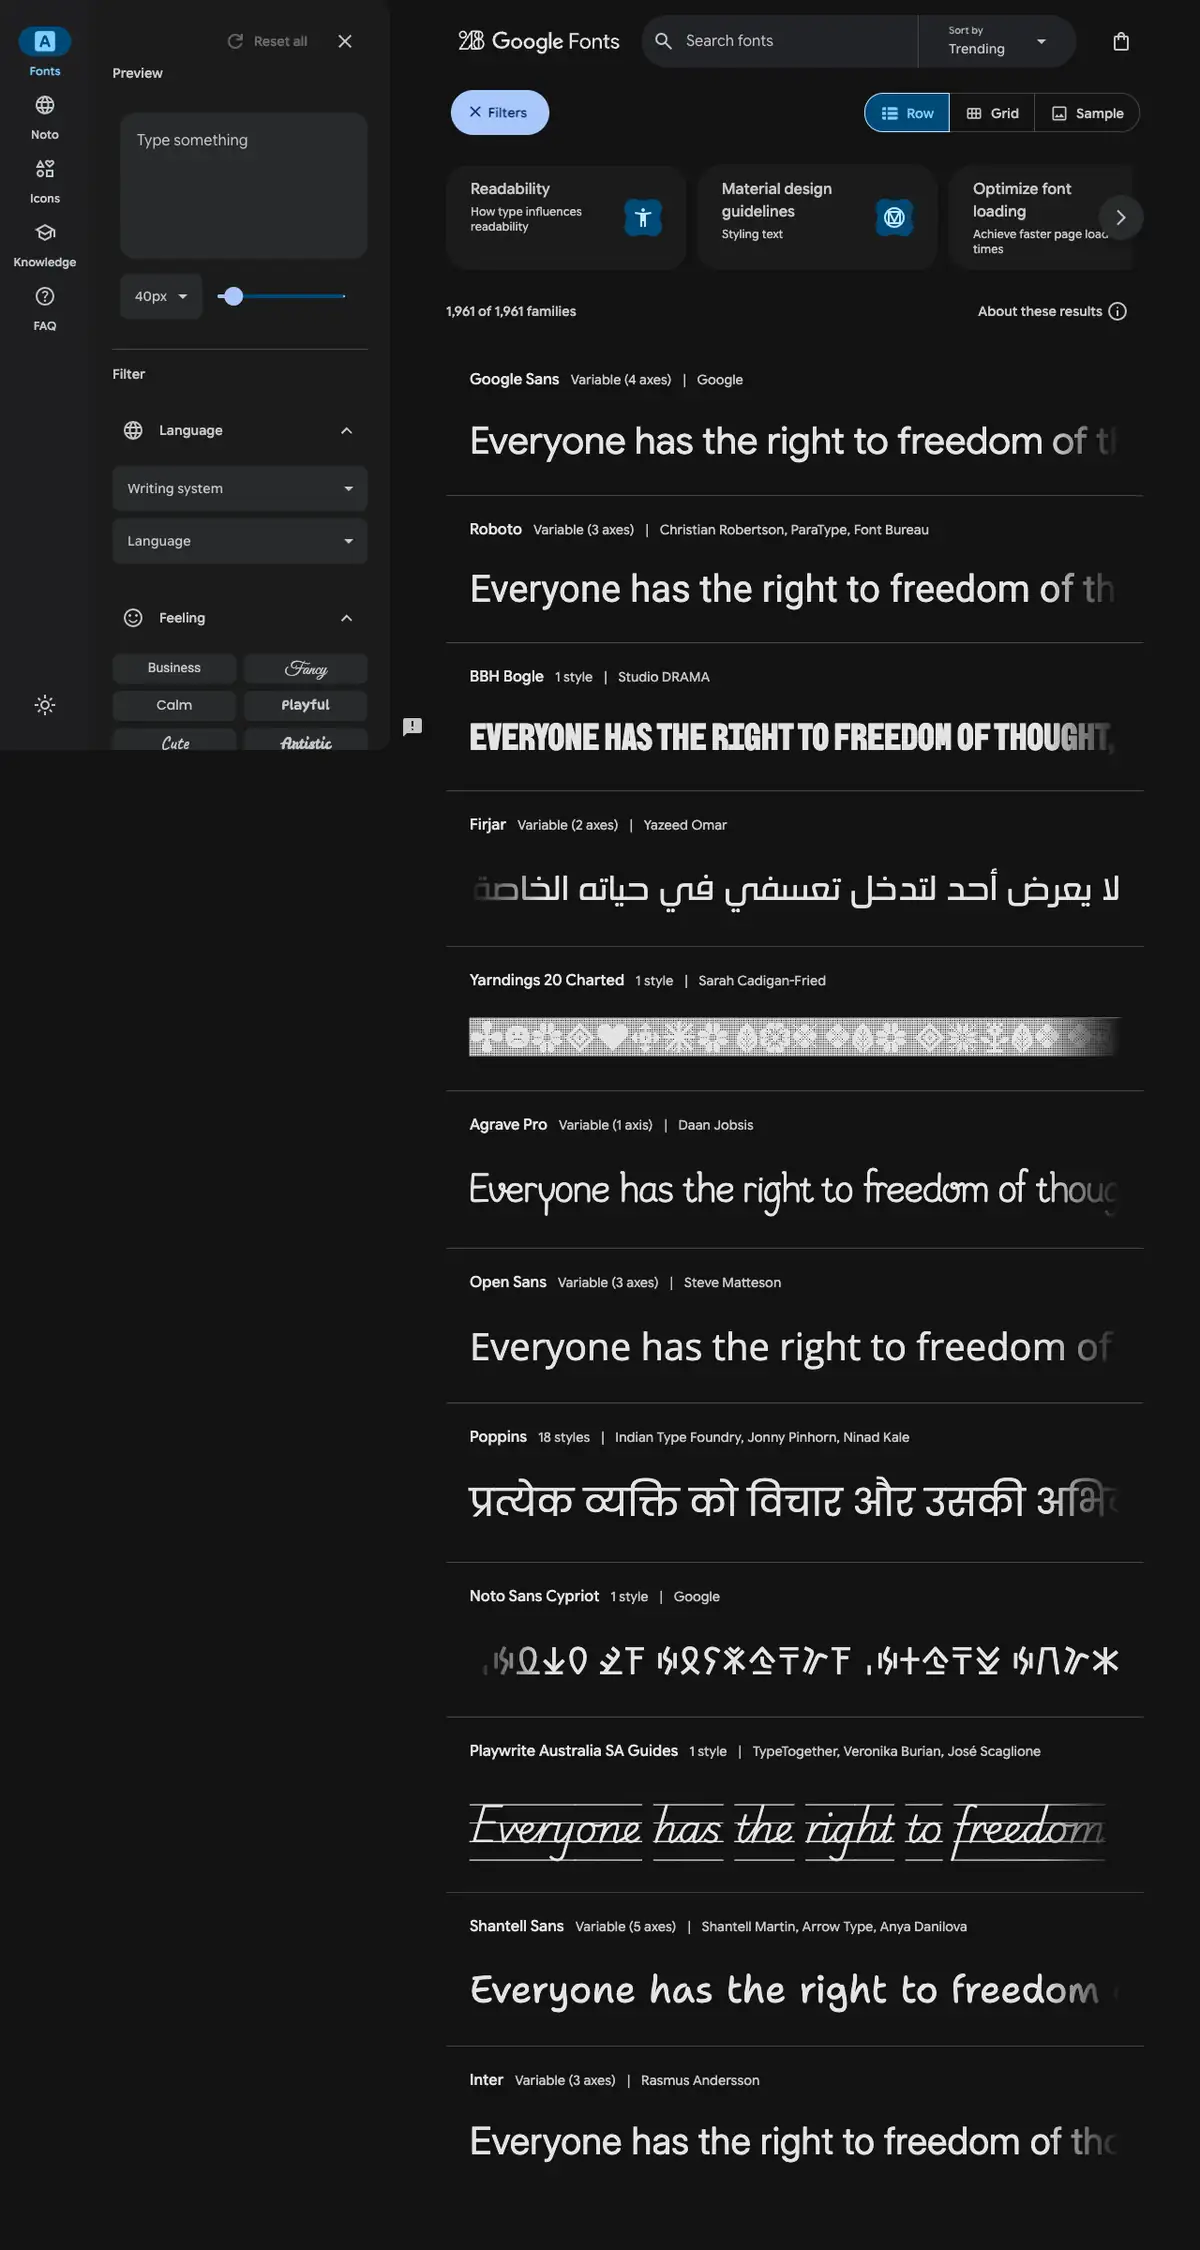 Fonts
Noto
Icons
Knowledge
FAQ
Reset all
Preview
Type something
40px
Filter
Language
Writing system
Language
Feeling
Business
Fancy
Calm
Playful
Cute
Artistic
Google Fonts
Search fonts
Sort by
Trending
Filters
Row
Grid
Sample
Readability
How type influences
readability
Material design
guidelines
Styling text
Optimize font
loading
Achieve faster page load
times
1,961 of 1,961 families
About these results
Google Sans Variable (4 axes) | Google
Everyone has the right to freedom of th
Roboto Variable (3 axes) | Christian Robertson, ParaType, Font Bureau
Everyone has the right to freedom of th
BBH Bogle 1 style | Studio DRAMA
EVERYONE HAS THE RIGHT TO FREEDOM OF THOUGHT,
Firjar Variable (2 axes) | Yazeed Omar
لا يعرض أحد لتدخل تعسفي في حياته الخاصة
Yarndings 20 Charted 1 style | Sarah Cadigan-Fried
Agrave Pro Variable (1 axis) | Daan Jobsis
Everyone has the right to freedom of thoug
Open Sans Variable (3 axes) | Steve Matteson
Everyone has the right to freedom of
Poppins 18 styles | Indian Type Foundry, Jonny Pinhorn, Ninad Kale
प्रत्येक व्यक्ति को विचार और उसकी अभि
Noto Sans Cypriot 1 style | Google
Playwrite Australia SA Guides 1 style | TypeTogether, Veronika Burian, José Scaglione
Everyone has the right to freedom
Shantell Sans Variable (5 axes) | Shantell Martin, Arrow Type, Anya Danilova
Everyone has the right to freedom
Inter Variable (3 axes) | Rasmus Andersson
Everyone has the right to freedom of tho